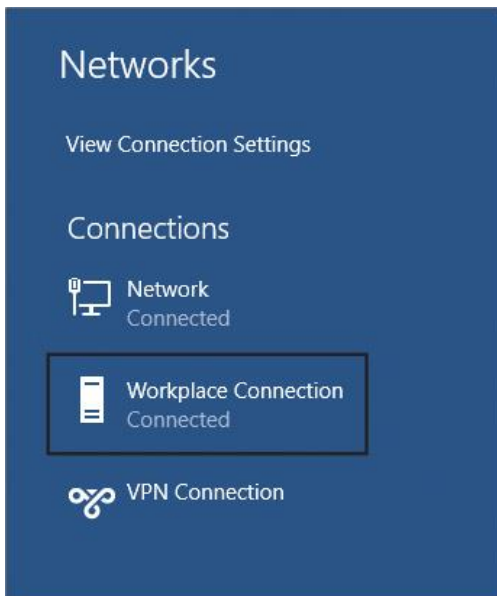 Networks
View Connection Settings
Connections
Network
Connected
Workplace Connection
Connected
VPN Connection